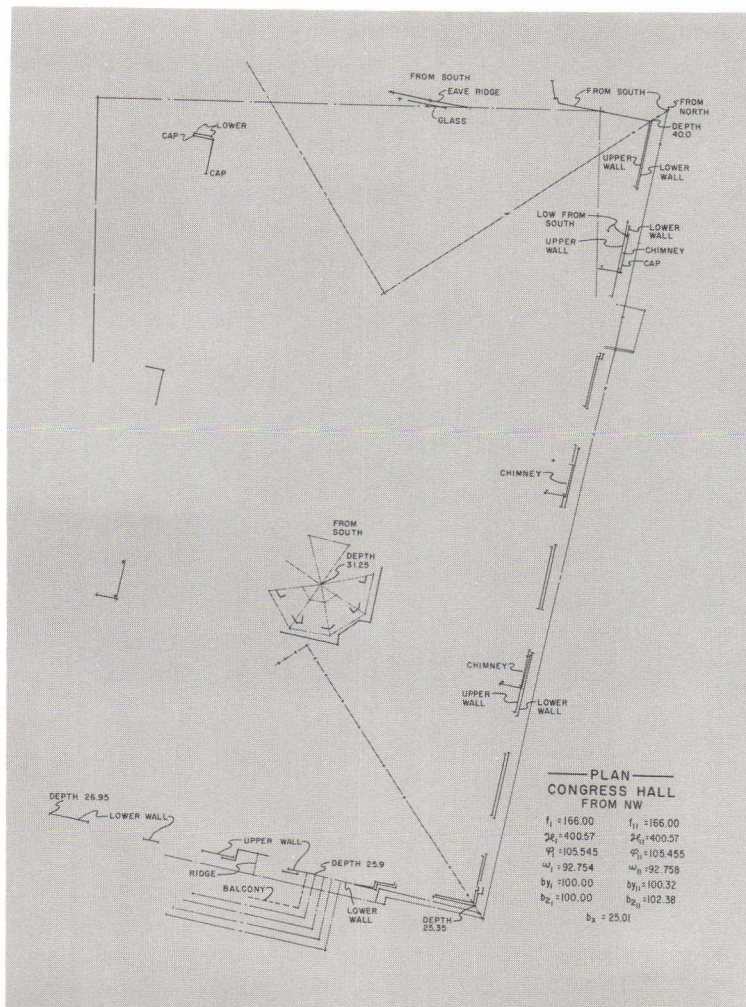 FROM SOUTH
EAVE RIDGE
GLASS
FROM SOUTH
FROM
NORTH
DEPTH
40.0
LOWER
CAP
CAP
UPPER
WALL
LOWER
WALL
LOW FROM
SOUTH
UPPER
WALL
LOWER
WALL
CHIMNEY
CAP
CHIMNEY
FROM
SOUTH
DEPTH
31.25
CHIMNEY
UPPER
WALL
LOWER
WALL
DEPTH 26.95
LOWER WALL
UPPER WALL
RIDGE
DEPTH 25.9
BALCONY
LOWER
WALL
DEPTH
25.35
PLAN
CONGRESS HALL
FROM NW
f₁ =166.00 f₁₁ =166.00
ϰ₁ =400.57 ϰ₁₁ =400.57
φ₁ =105.545 φ₁₁ =105.455
ω₁ =92.754 ω₁₁ =92.758
by₁ =100.00 by₁₁ =100.32
bz₁ =100.00 bz₁₁ =102.38
bx = 25.01